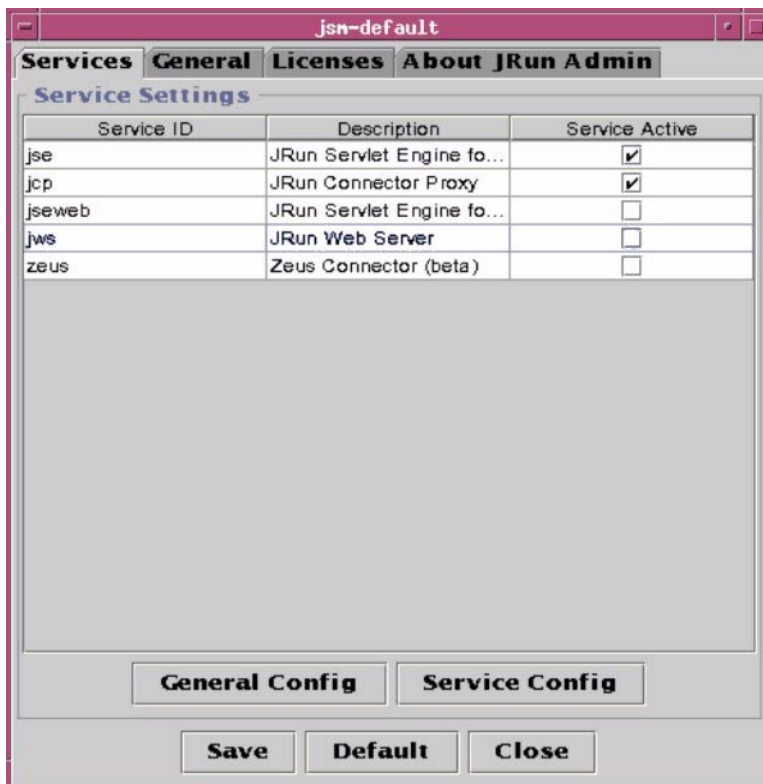 jsm-default
Services General Licenses About JRun Admin
Service Settings
Service ID Description Service Active
jse JRun Servlet Engine fo...
jcp JRun Connector Proxy
jseweb JRun Servlet Engine fo...
jws JRun Web Server
zeus Zeus Connector (beta)
General Config Service Config
Save Default Close